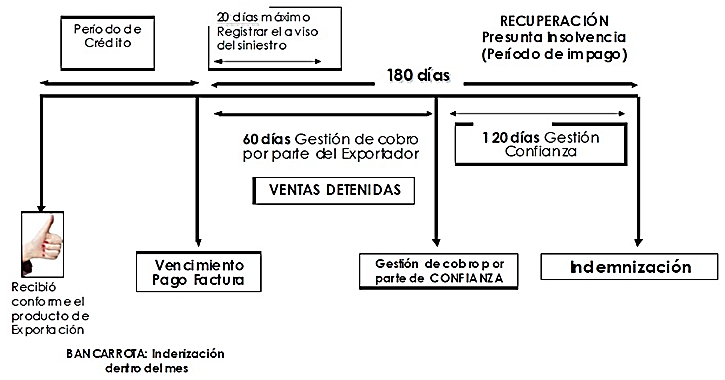 Período de
Crédito
20 días máximo
Registrar el aviso
del siniestro
RECUPERACIÓN
Presunta Insolvencia
(Período de impago)
180 días
60 días Gestión de cobro
por parte del Exportador
VENTAS DETENIDAS
120 días Gestión
Confianza
Recibió
conforme el
producto de
Exportación
Vencimiento
Pago Factura
Gestión de cobro por
parte de CONFIANZA
Indemnización
BANCARROTA: Inderización
dentro del mes